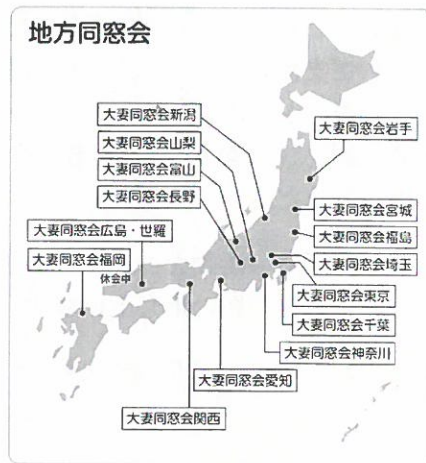 地方同窓会
大妻同窓会新潟
大妻同窓会山梨
大妻同窓会富山
大妻同窓会長野
大妻同窓会広島・世羅
大妻同窓会福岡
休会中
大妻同窓会岩手
大妻同窓会宮城
大妻同窓会福島
大妻同窓会埼玉
大妻同窓会東京
大妻同窓会千葉
大妻同窓会神奈川
大妻同窓会愛知
大妻同窓会関西